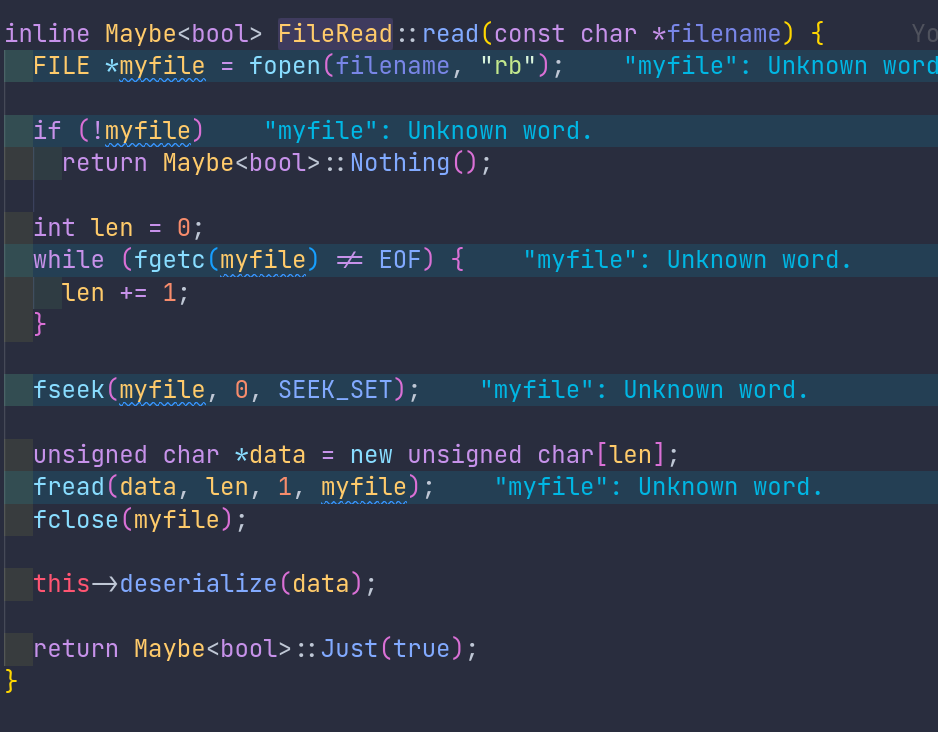 inline Maybe<bool> FileRead::read(const char *filename) { Yo
FILE *myfile = fopen(filename, "rb"); "myfile": Unknown word
if (!myfile) "myfile": Unknown word.
return Maybe<bool>::Nothing();
int len = 0;
while (fgetc(myfile) != EOF) { "myfile": Unknown word.
len += 1;
}
fseek(myfile, 0, SEEK_SET); "myfile": Unknown word.
unsigned char *data = new unsigned char[len];
fread(data, len, 1, myfile); "myfile": Unknown word.
fclose(myfile);
this->deserialize(data);
return Maybe<bool>::Just(true);
}